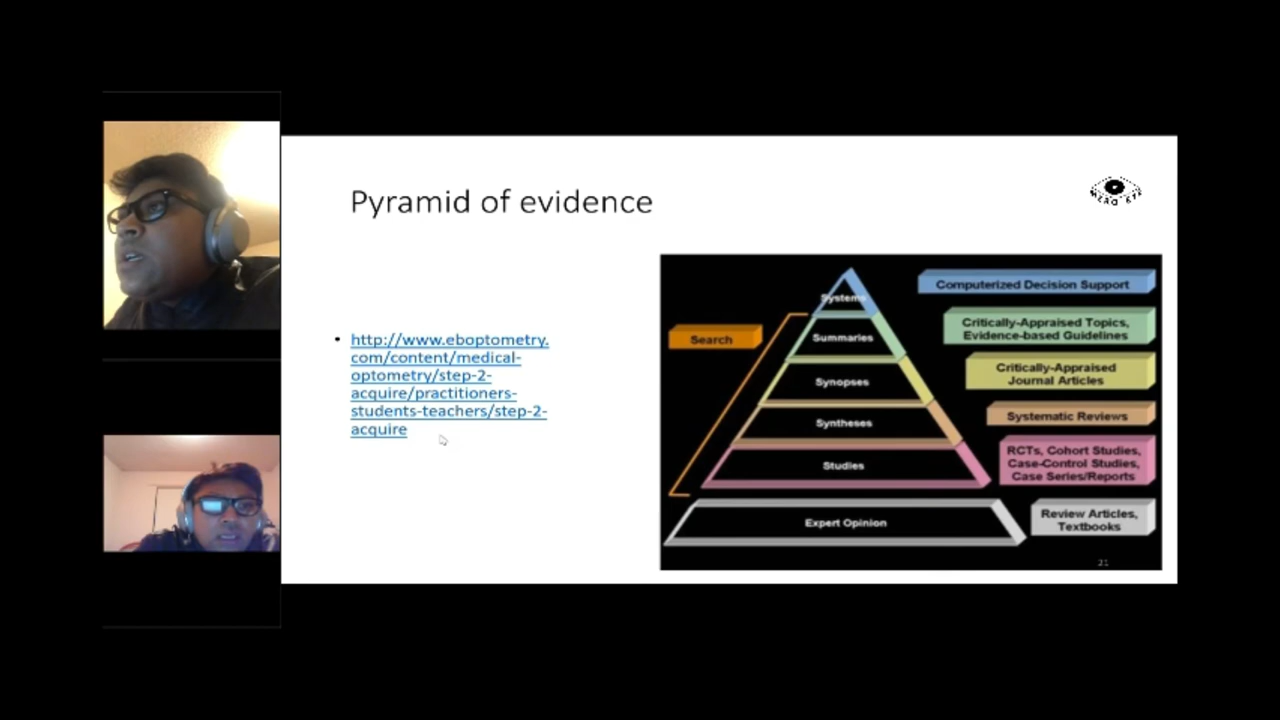 Pyramid of evidence
• http://www.eboptometry.
com/content/medical-
optometry/step-2-
acquire/practitioners-
students-teachers/step-2-
acquire
Search
Systems
Summaries
Synopses
Syntheses
Studies
Expert Opinion
Computerized Decision Support
Critically-Appraised Topics,
Evidence-based Guidelines
Critically-Appraised
Journal Articles
Systematic Reviews
RCTs, Cohort Studies,
Case-Control Studies,
Case Series/Reports
Review Articles,
Textbooks
21